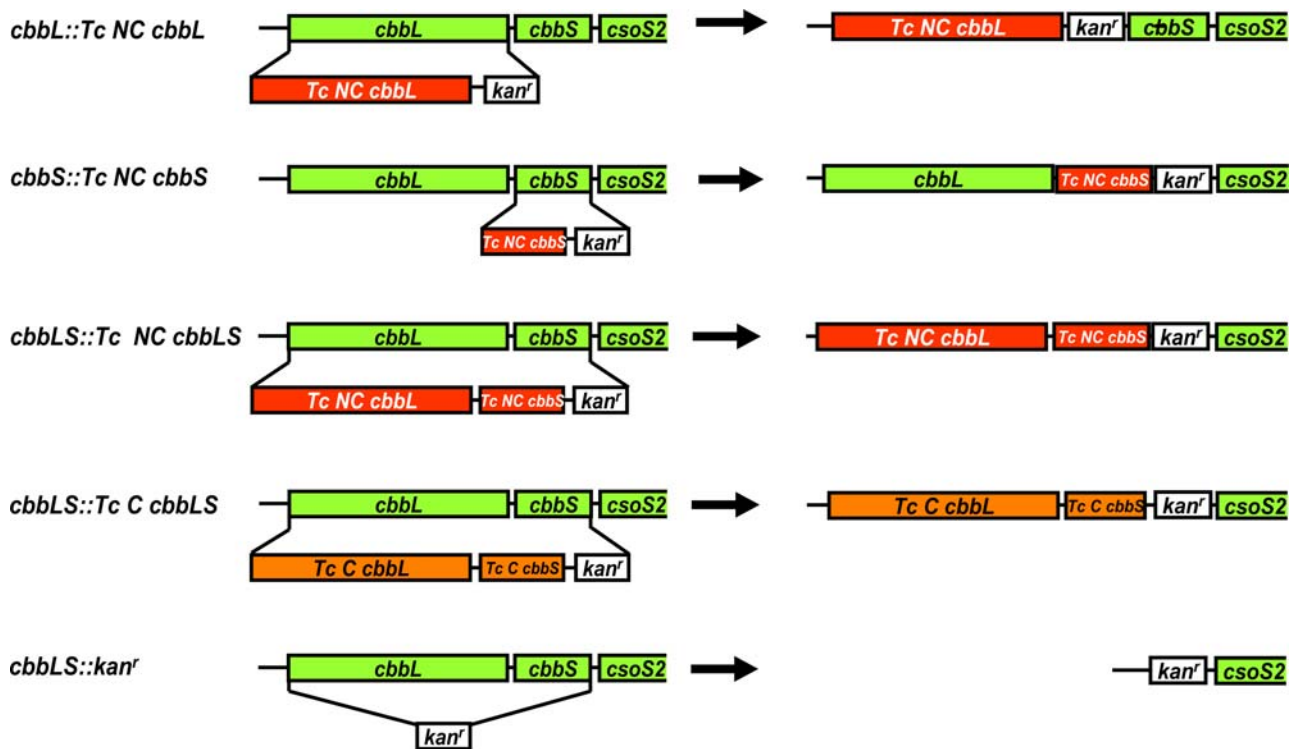 cbbL::Tc NC cbbL cbbL cbbS csoS2 Tc NC cbbL kanʳ cbbS csoS2
Tc NC cbbL kanʳ
cbbS::Tc NC cbbS cbbL cbbS csoS2 cbbL Tc NC cbbS kanʳ csoS2
Tc NC cbbS kanʳ
cbbLS::Tc NC cbbLS cbbL cbbS csoS2 Tc NC cbbL Tc NC cbbS kanʳ csoS2
Tc NC cbbL Tc NC cbbS kanʳ
cbbLS::Tc C cbbLS cbbL cbbS csoS2 Tc C cbbL Tc C cbbS kanʳ csoS2
Tc C cbbL Tc C cbbS kanʳ
cbbLS::kanʳ cbbL cbbS csoS2 kanʳ csoS2
kanʳ